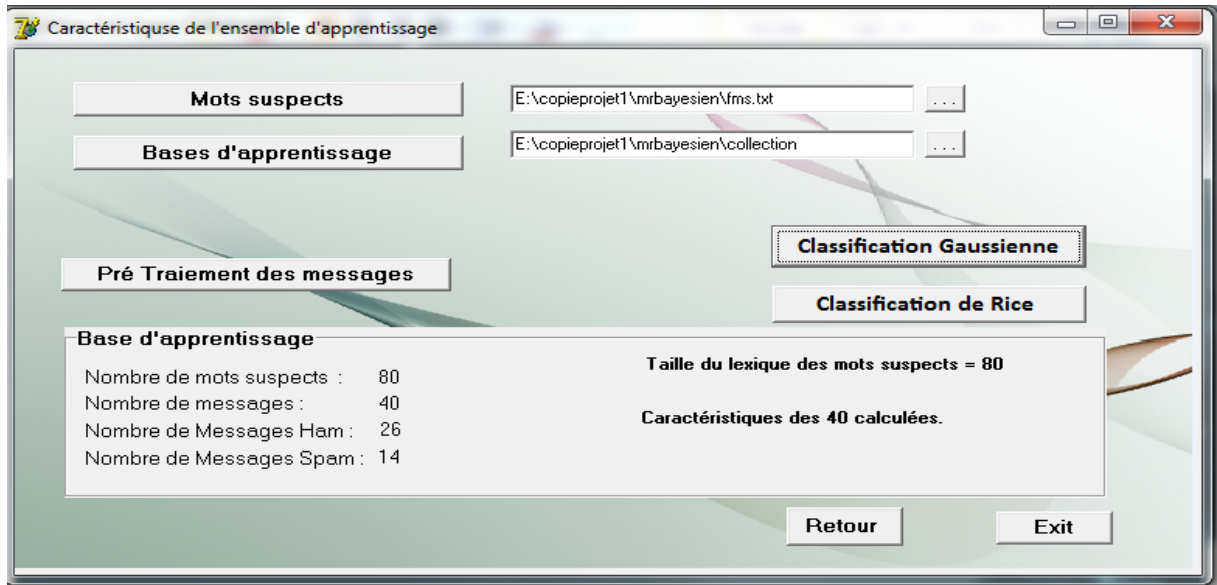 Caractéristiquse de l'ensemble d'apprentissage
Mots suspects
E:\copieprojet1\mrbayesien\fms.txt
...
Bases d'apprentissage
E:\copieprojet1\mrbayesien\collection
...
Classification Gaussienne
Pré Traiement des messages
Classification de Rice
Base d'apprentissage
Taille du lexique des mots suspects = 80
Nombre de mots suspects : 80
Nombre de messages : 40
Caractéristiques des 40 calculées.
Nombre de Messages Ham : 26
Nombre de Messages Spam : 14
Retour
Exit